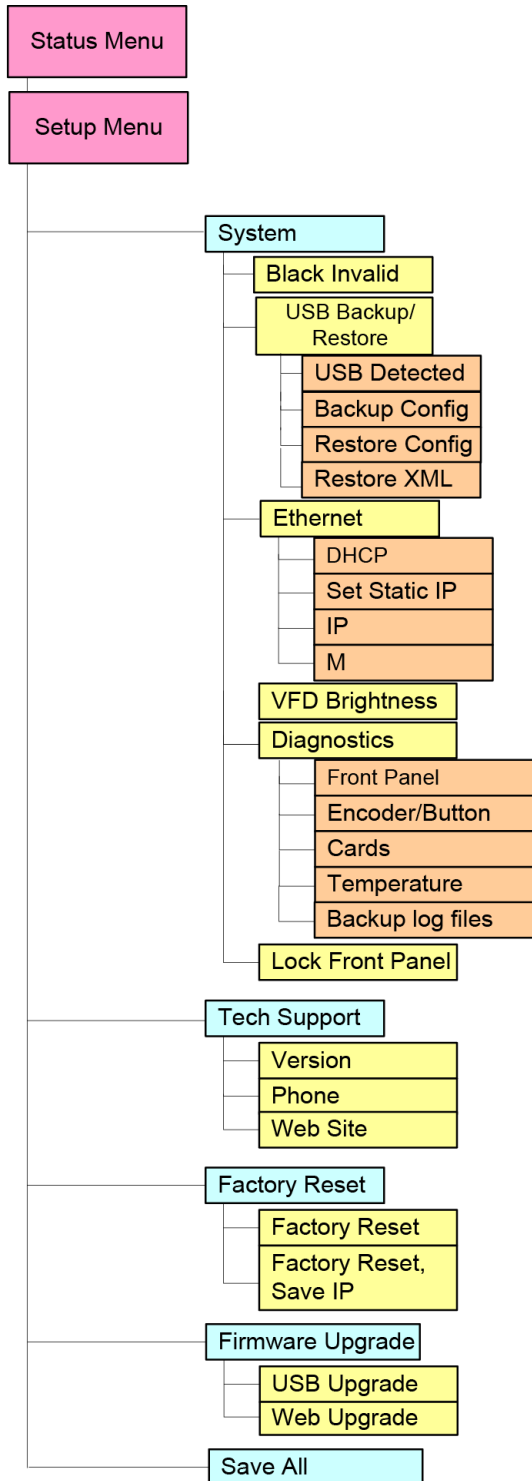 Status Menu
Setup Menu
System
Black Invalid
USB Backup/
Restore
USB Detected
Backup Config
Restore Config
Restore XML
Ethernet
DHCP
Set Static IP
IP
M
VFD Brightness
Diagnostics
Front Panel
Encoder/Button
Cards
Temperature
Backup log files
Lock Front Panel
Tech Support
Version
Phone
Web Site
Factory Reset
Factory Reset
Factory Reset,
Save IP
Firmware Upgrade
USB Upgrade
Web Upgrade
Save All